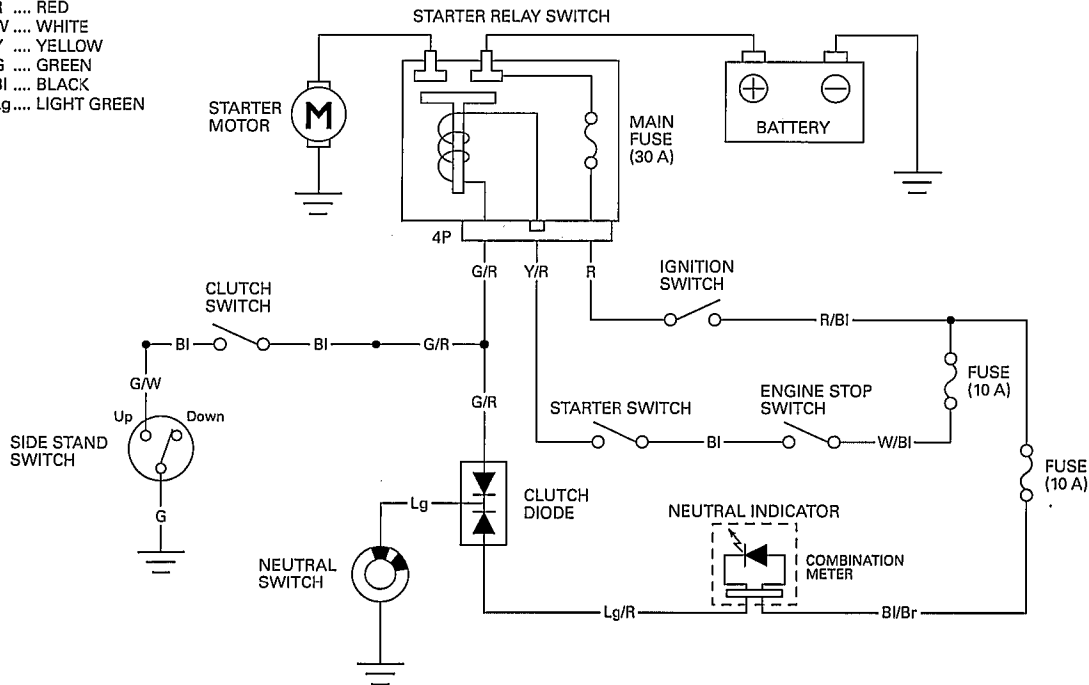 R .... RED
W .... WHITE
Y .... YELLOW
G .... GREEN
Bl .... BLACK
Lg.... LIGHT GREEN
STARTER RELAY SWITCH
STARTER
MOTOR
M
MAIN
FUSE
(30 A)
+
−
BATTERY
4P
G/R
Y/R
R
IGNITION
SWITCH
CLUTCH
SWITCH
R/Bl
Bl
Bl
G/R
G/W
FUSE
(10 A)
G/R
STARTER SWITCH
ENGINE STOP
SWITCH
Up
Down
SIDE STAND
SWITCH
Bl
W/Bl
FUSE
(10 A)
G
Lg
CLUTCH
DIODE
NEUTRAL INDICATOR
COMBINATION
METER
NEUTRAL
SWITCH
Lg/R
Bl/Br